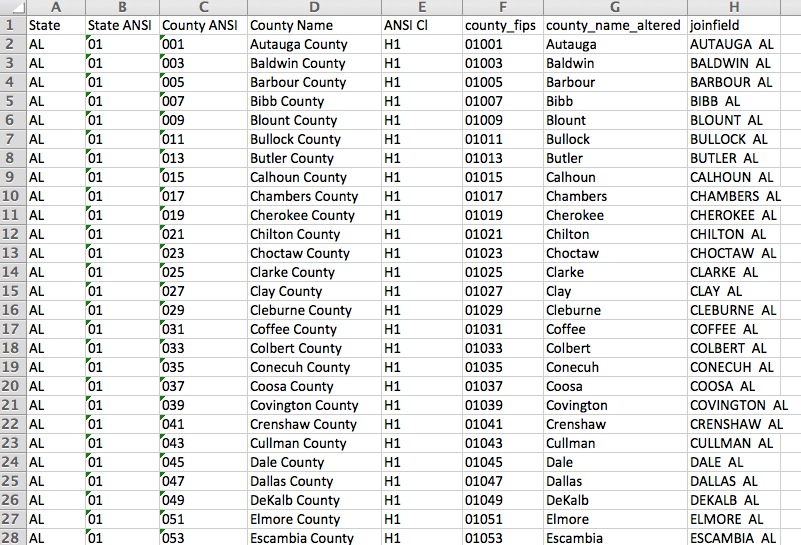 A B C D E F G H
1 State State ANSI County ANSI County Name ANSI Cl county_fips county_name_altered joinfield
2 AL 01 001 Autauga County H1 01001 Autauga AUTAUGA AL
3 AL 01 003 Baldwin County H1 01003 Baldwin BALDWIN AL
4 AL 01 005 Barbour County H1 01005 Barbour BARBOUR AL
5 AL 01 007 Bibb County H1 01007 Bibb BIBB AL
6 AL 01 009 Blount County H1 01009 Blount BLOUNT AL
7 AL 01 011 Bullock County H1 01011 Bullock BULLOCK AL
8 AL 01 013 Butler County H1 01013 Butler BUTLER AL
9 AL 01 015 Calhoun County H1 01015 Calhoun CALHOUN AL
10 AL 01 017 Chambers County H1 01017 Chambers CHAMBERS AL
11 AL 01 019 Cherokee County H1 01019 Cherokee CHEROKEE AL
12 AL 01 021 Chilton County H1 01021 Chilton CHILTON AL
13 AL 01 023 Choctaw County H1 01023 Choctaw CHOCTAW AL
14 AL 01 025 Clarke County H1 01025 Clarke CLARKE AL
15 AL 01 027 Clay County H1 01027 Clay CLAY AL
16 AL 01 029 Cleburne County H1 01029 Cleburne CLEBURNE AL
17 AL 01 031 Coffee County H1 01031 Coffee COFFEE AL
18 AL 01 033 Colbert County H1 01033 Colbert COLBERT AL
19 AL 01 035 Conecuh County H1 01035 Conecuh CONECUH AL
20 AL 01 037 Coosa County H1 01037 Coosa COOSA AL
21 AL 01 039 Covington County H1 01039 Covington COVINGTON AL
22 AL 01 041 Crenshaw County H1 01041 Crenshaw CRENSHAW AL
23 AL 01 043 Cullman County H1 01043 Cullman CULLMAN AL
24 AL 01 045 Dale County H1 01045 Dale DALE AL
25 AL 01 047 Dallas County H1 01047 Dallas DALLAS AL
26 AL 01 049 DeKalb County H1 01049 DeKalb DEKALB AL
27 AL 01 051 Elmore County H1 01051 Elmore ELMORE AL
28 AL 01 053 Escambia County H1 01053 Escambia ESCAMBIA AL